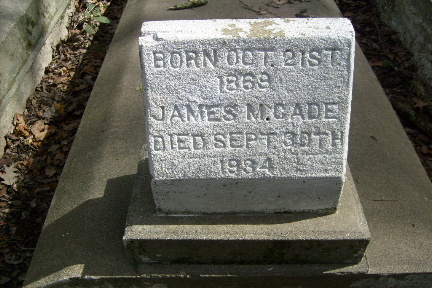 BORN OCT. 21ST.
1869
JAMES M. CADE
DIED SEPT. 30TH
1934